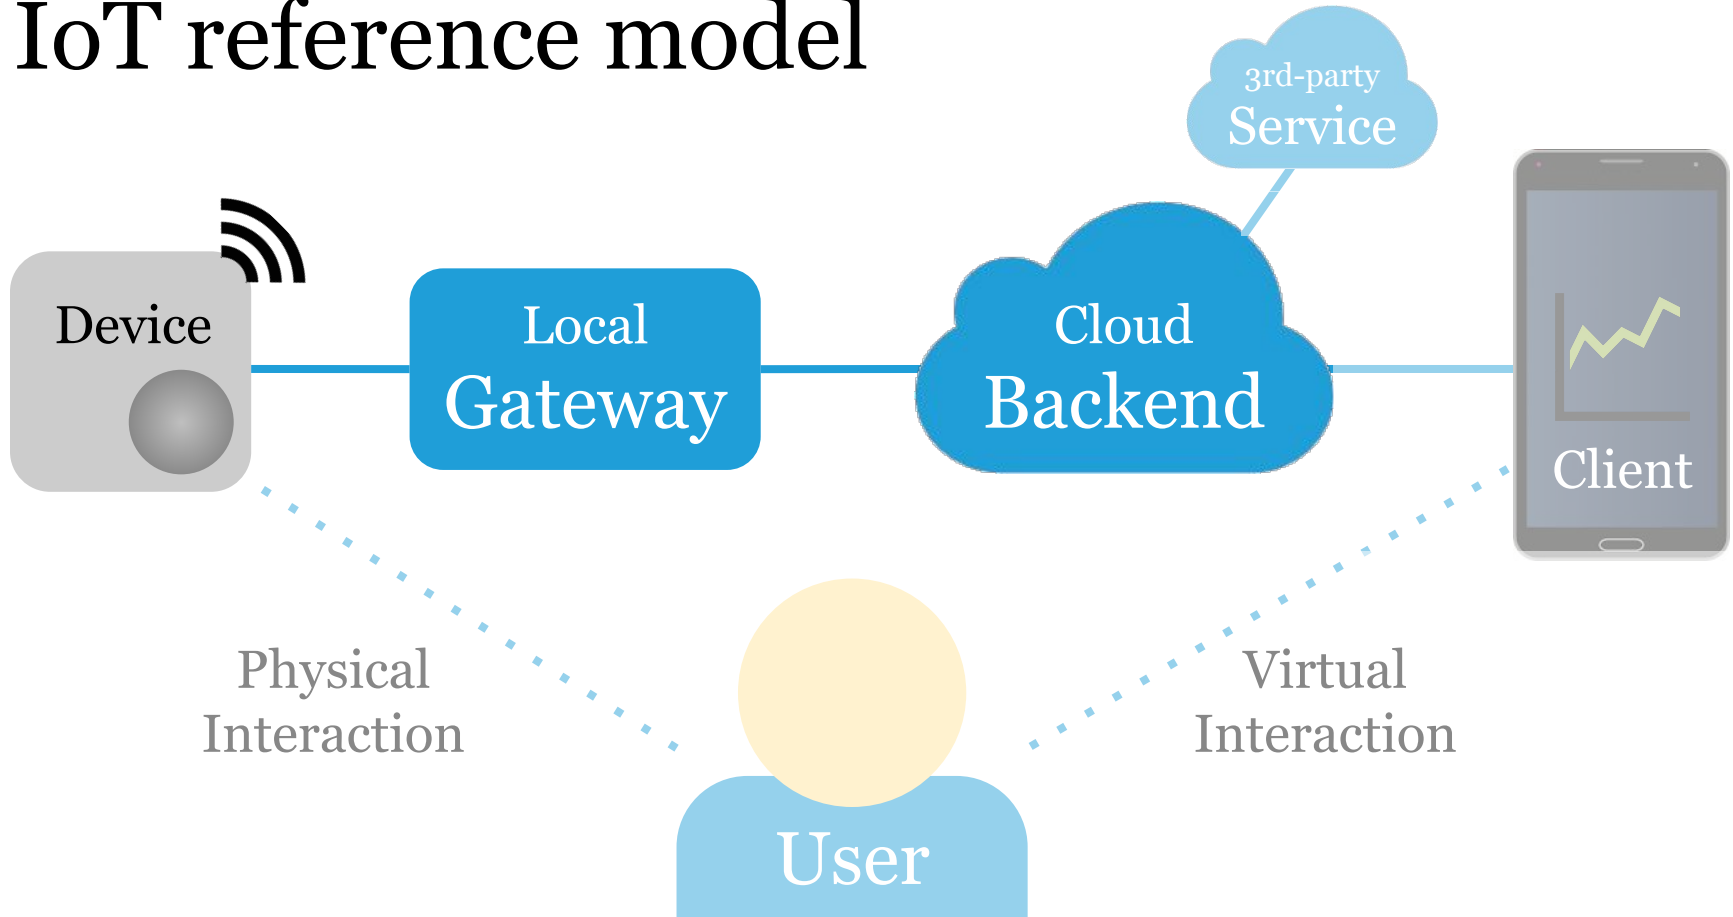 IoT reference model
3rd-party
Service
Device
Local
Gateway
Cloud
Backend
Client
Physical
Interaction
Virtual
Interaction
User